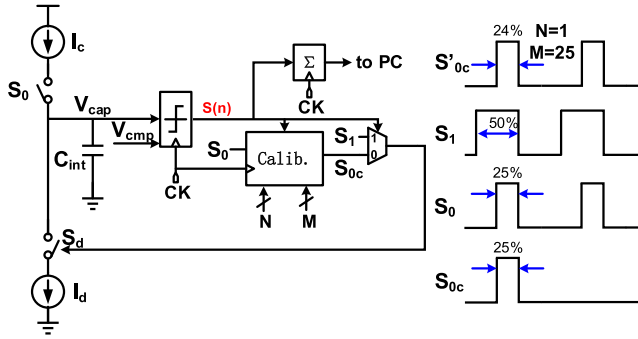 I_c
S_0
V_cap
V_cmp
C_int
CK
S(n)
Σ
CK
to PC
S_0
Calib.
N
M
S_1
S_0c
1
0
S_d
I_d
24%
N=1
M=25
S'_0c
50%
S_1
25%
S_0
25%
S_0c